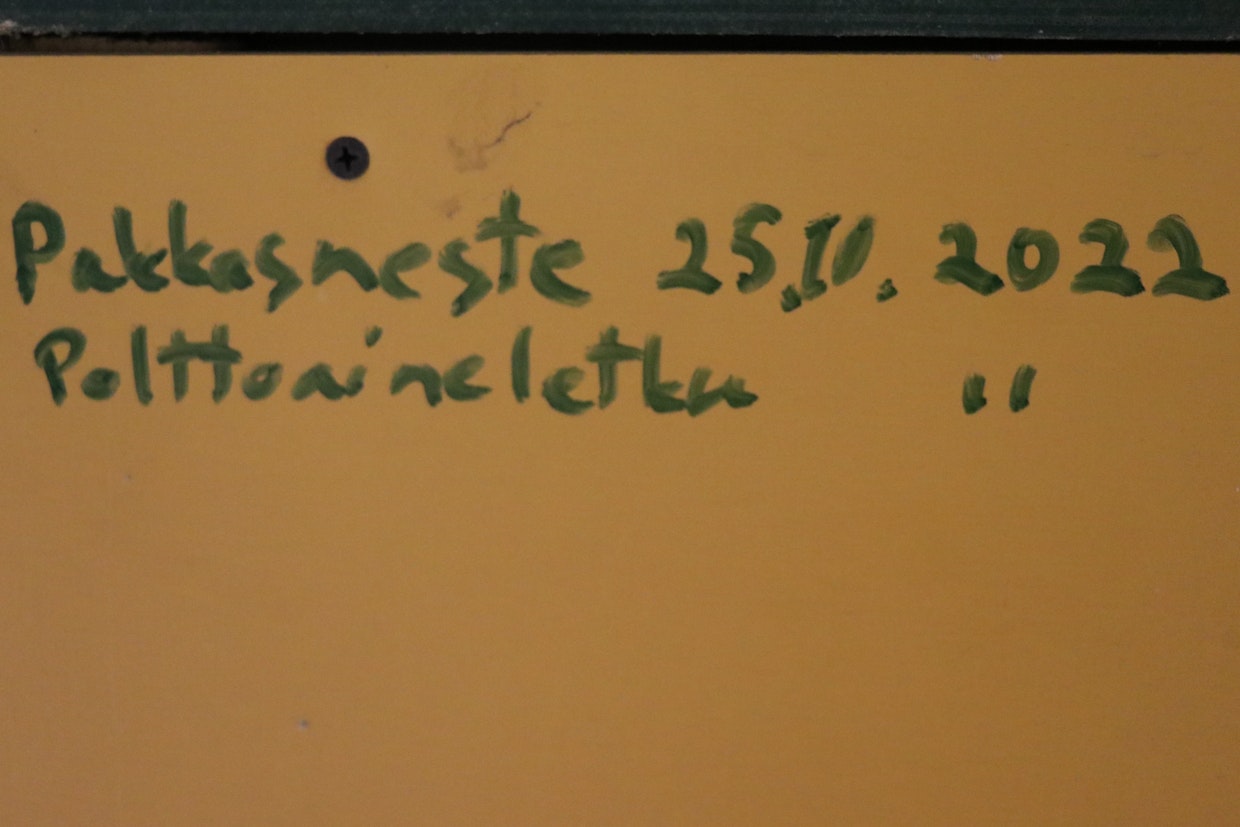 Pakkasneste 25.10. 2022
Polttoaineletku "